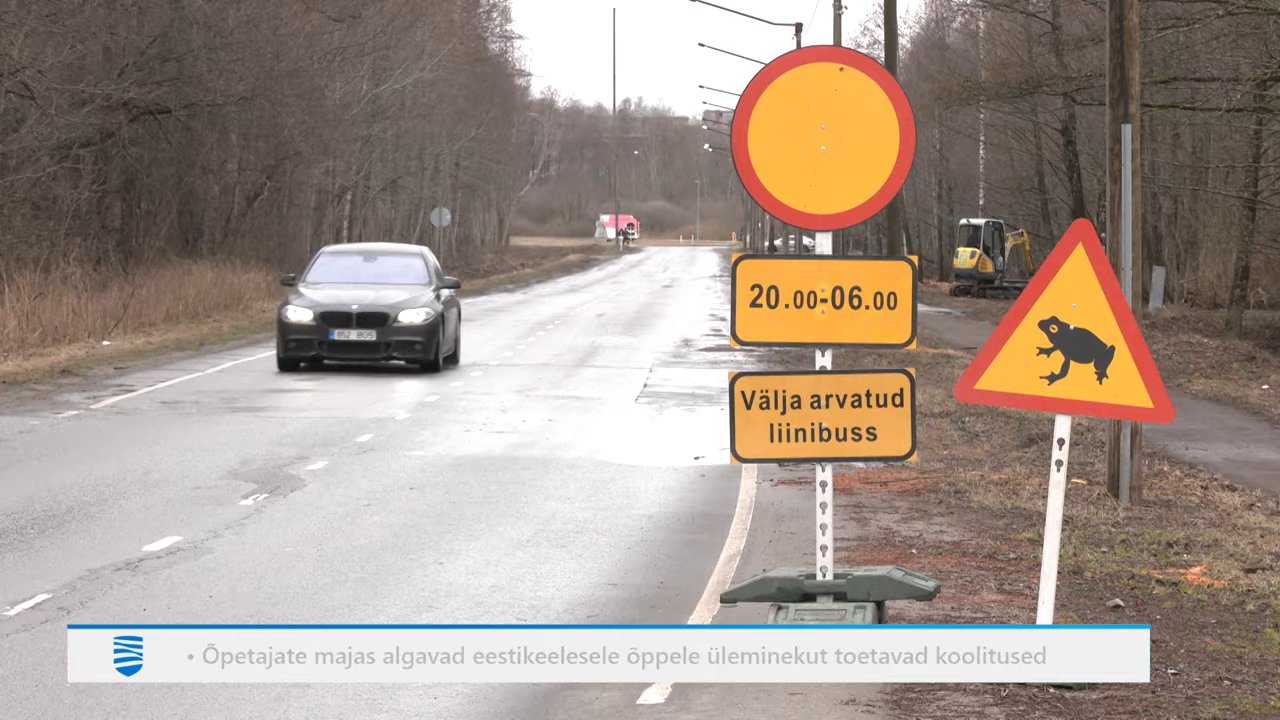 20.00-06.00
Välja arvatud
liinibuss
• Õpetajate majas algavad eestikeelesele õppele üleminekut toetavad koolitused